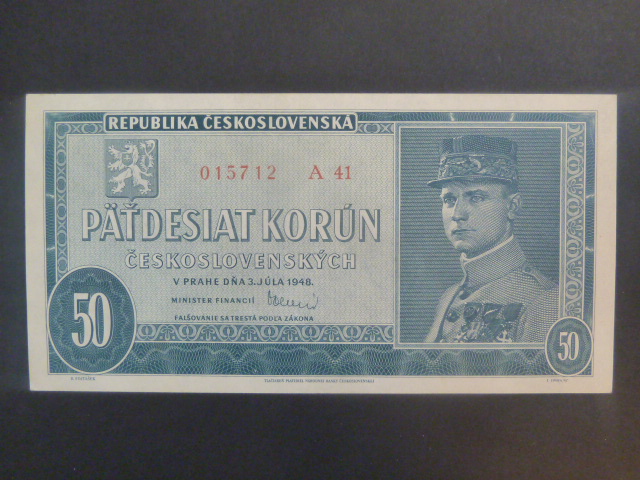 REPUBLIKA ČESKOSLOVENSKÁ
015712 A 41
PÄŤDESIAT KORÚN
ČESKOSLOVENSKÝCH
V PRAHE DŇA 3. JÚLA 1948.
MINISTER FINANCIÍ
FALŠOVANIE SA TRESTÁ PODĽA ZÁKONA
50
50